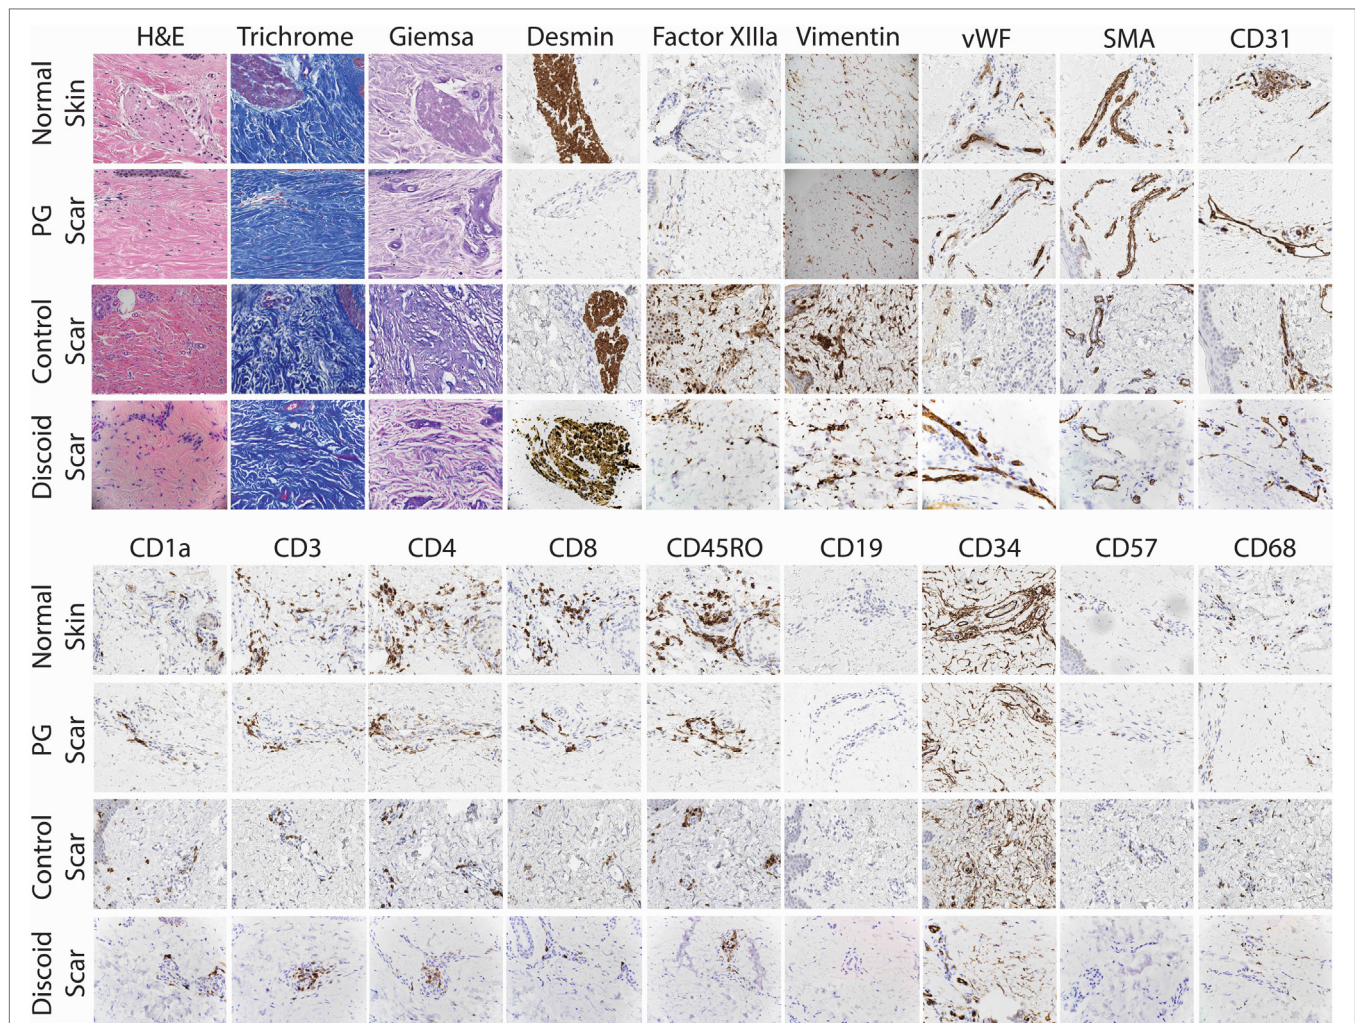 H&E Trichrome Giemsa Desmin Factor XIIIa Vimentin vWF SMA CD31
Normal
Skin
PG
Scar
Control
Scar
Discoid
Scar
CD1a CD3 CD4 CD8 CD45RO CD19 CD34 CD57 CD68
Normal
Skin
PG
Scar
Control
Scar
Discoid
Scar